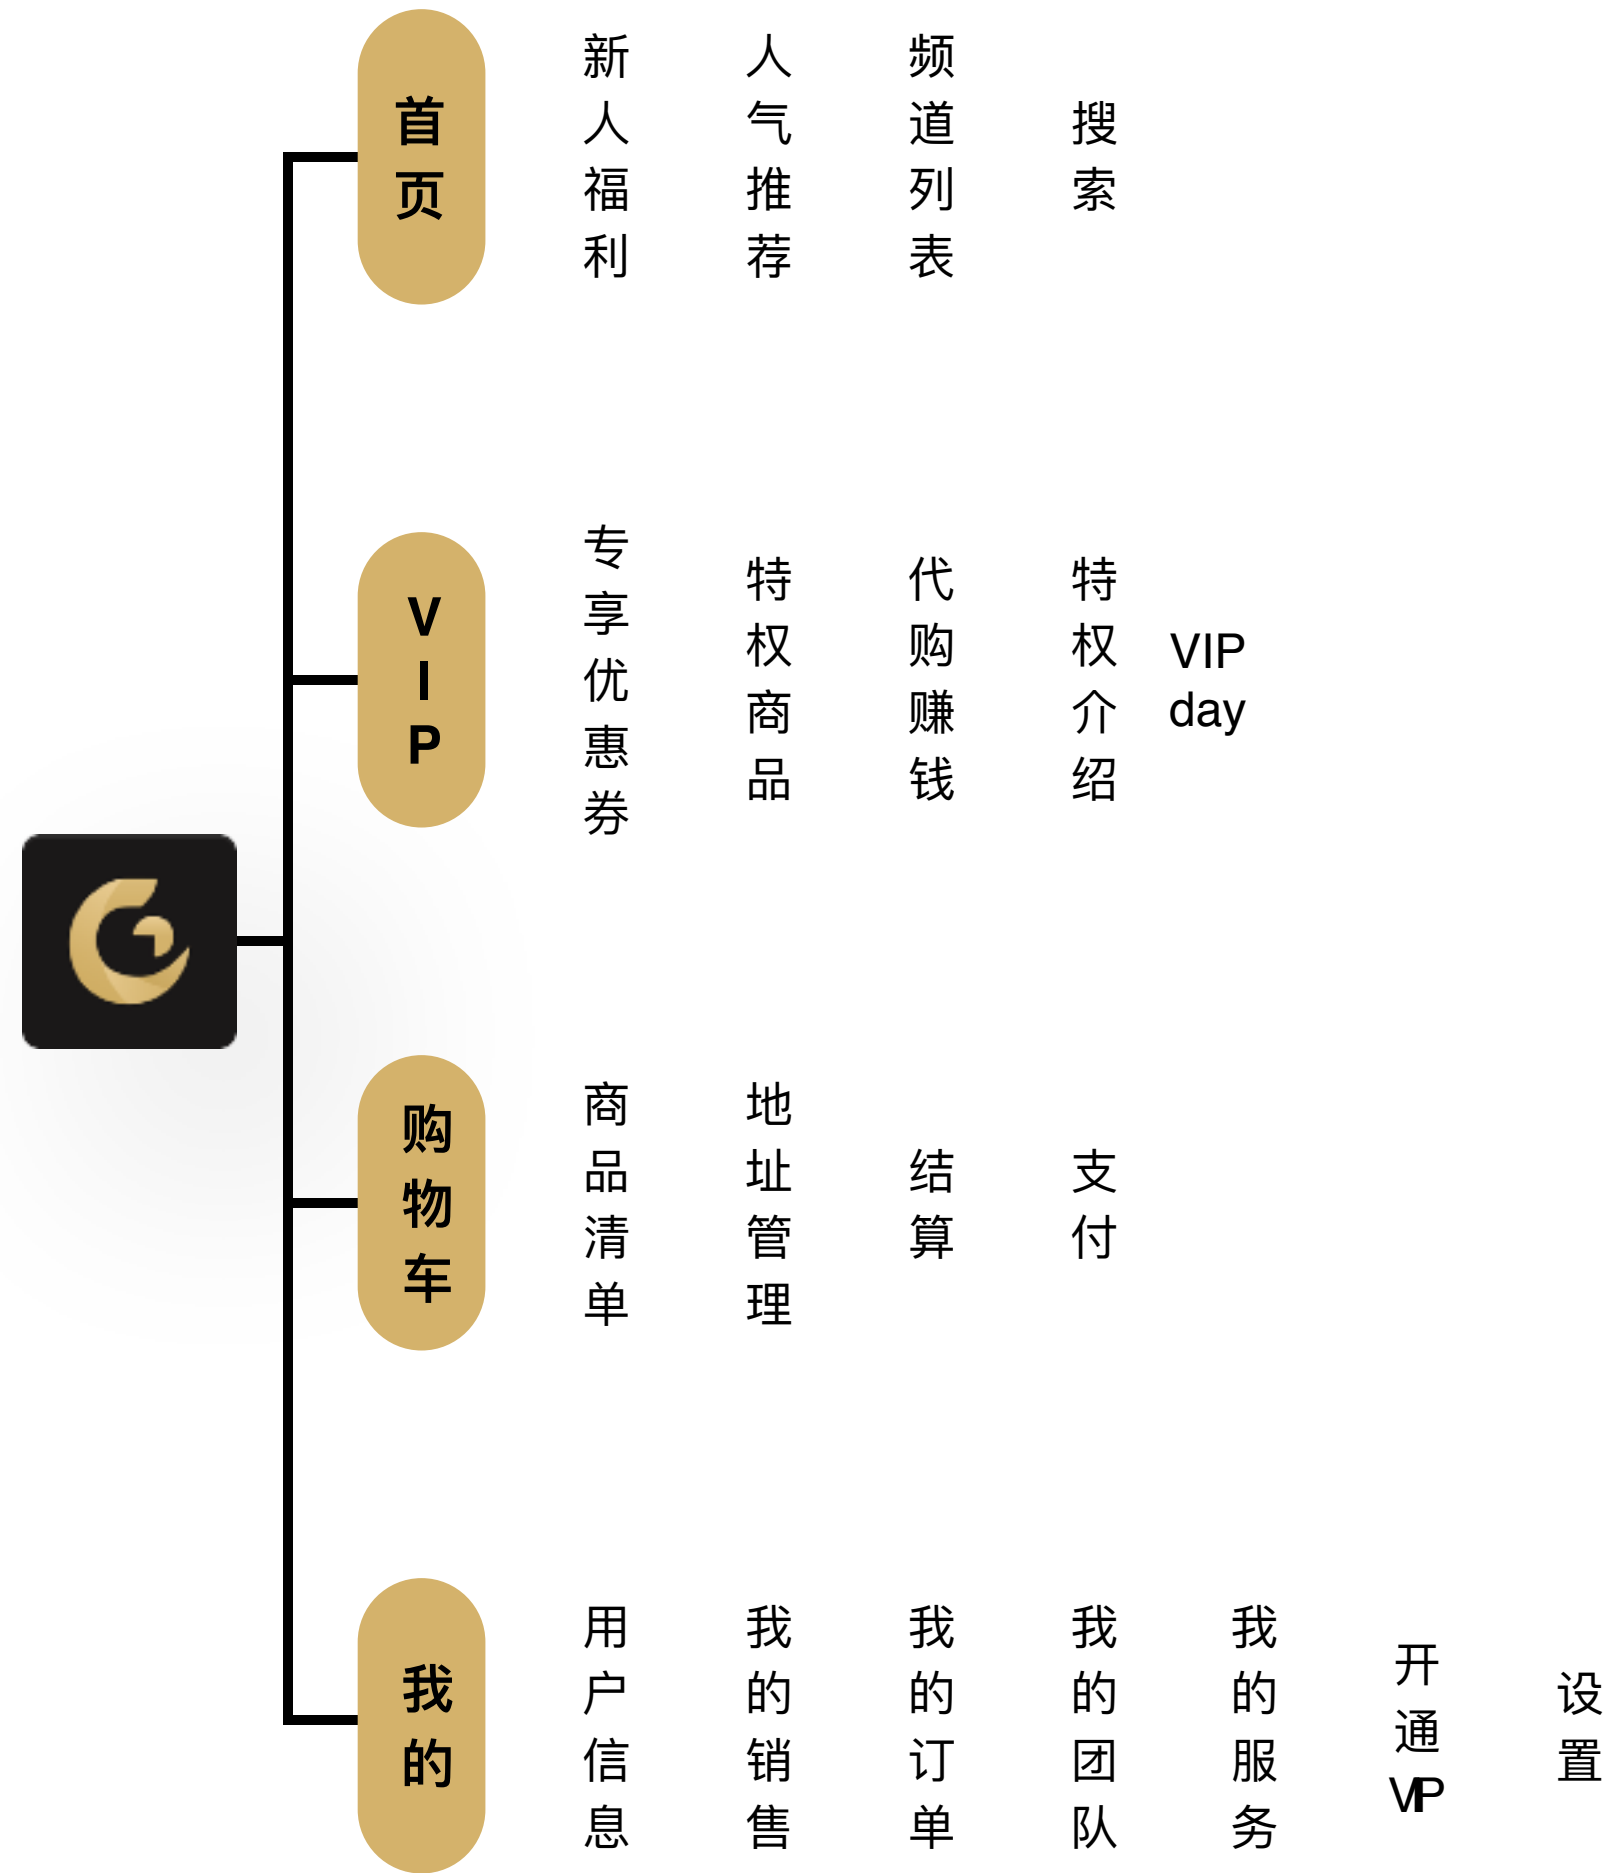 首页
新人福利
人气推荐
频道列表
搜索
VIP
专享优惠券
特权商品
代购赚钱
特权介绍
VIP
day
购物车
商品清单
地址管理
结算
支付
我的
用户信息
我的销售
我的订单
我的团队
我的服务
开通VIP
设置